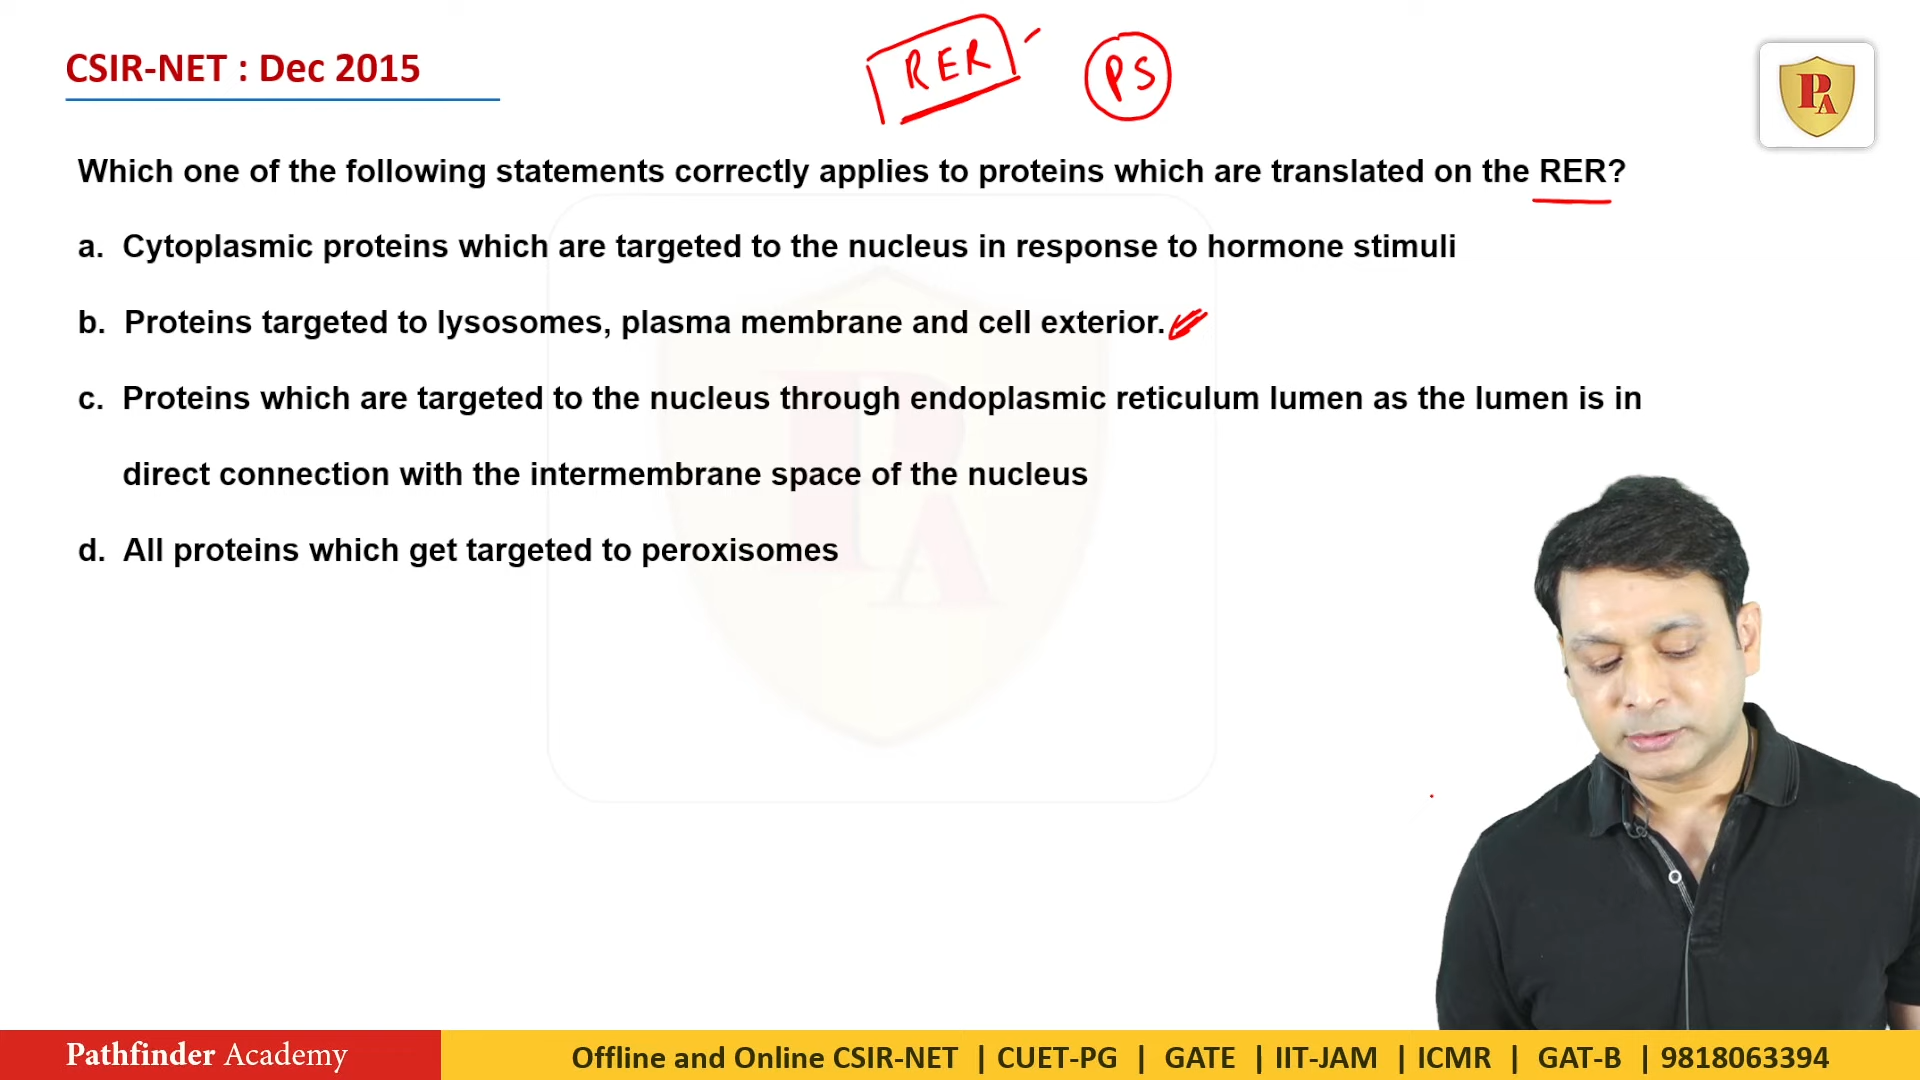 CSIR-NET : Dec 2015
RER
PS
PA
Which one of the following statements correctly applies to proteins which are translated on the RER?
a. Cytoplasmic proteins which are targeted to the nucleus in response to hormone stimuli
b. Proteins targeted to lysosomes, plasma membrane and cell exterior.
c. Proteins which are targeted to the nucleus through endoplasmic reticulum lumen as the lumen is in
direct connection with the intermembrane space of the nucleus
d. All proteins which get targeted to peroxisomes
PA
Pathfinder Academy
Offline and Online CSIR-NET | CUET-PG | GATE | IIT-JAM | ICMR | GAT-B | 9818063394